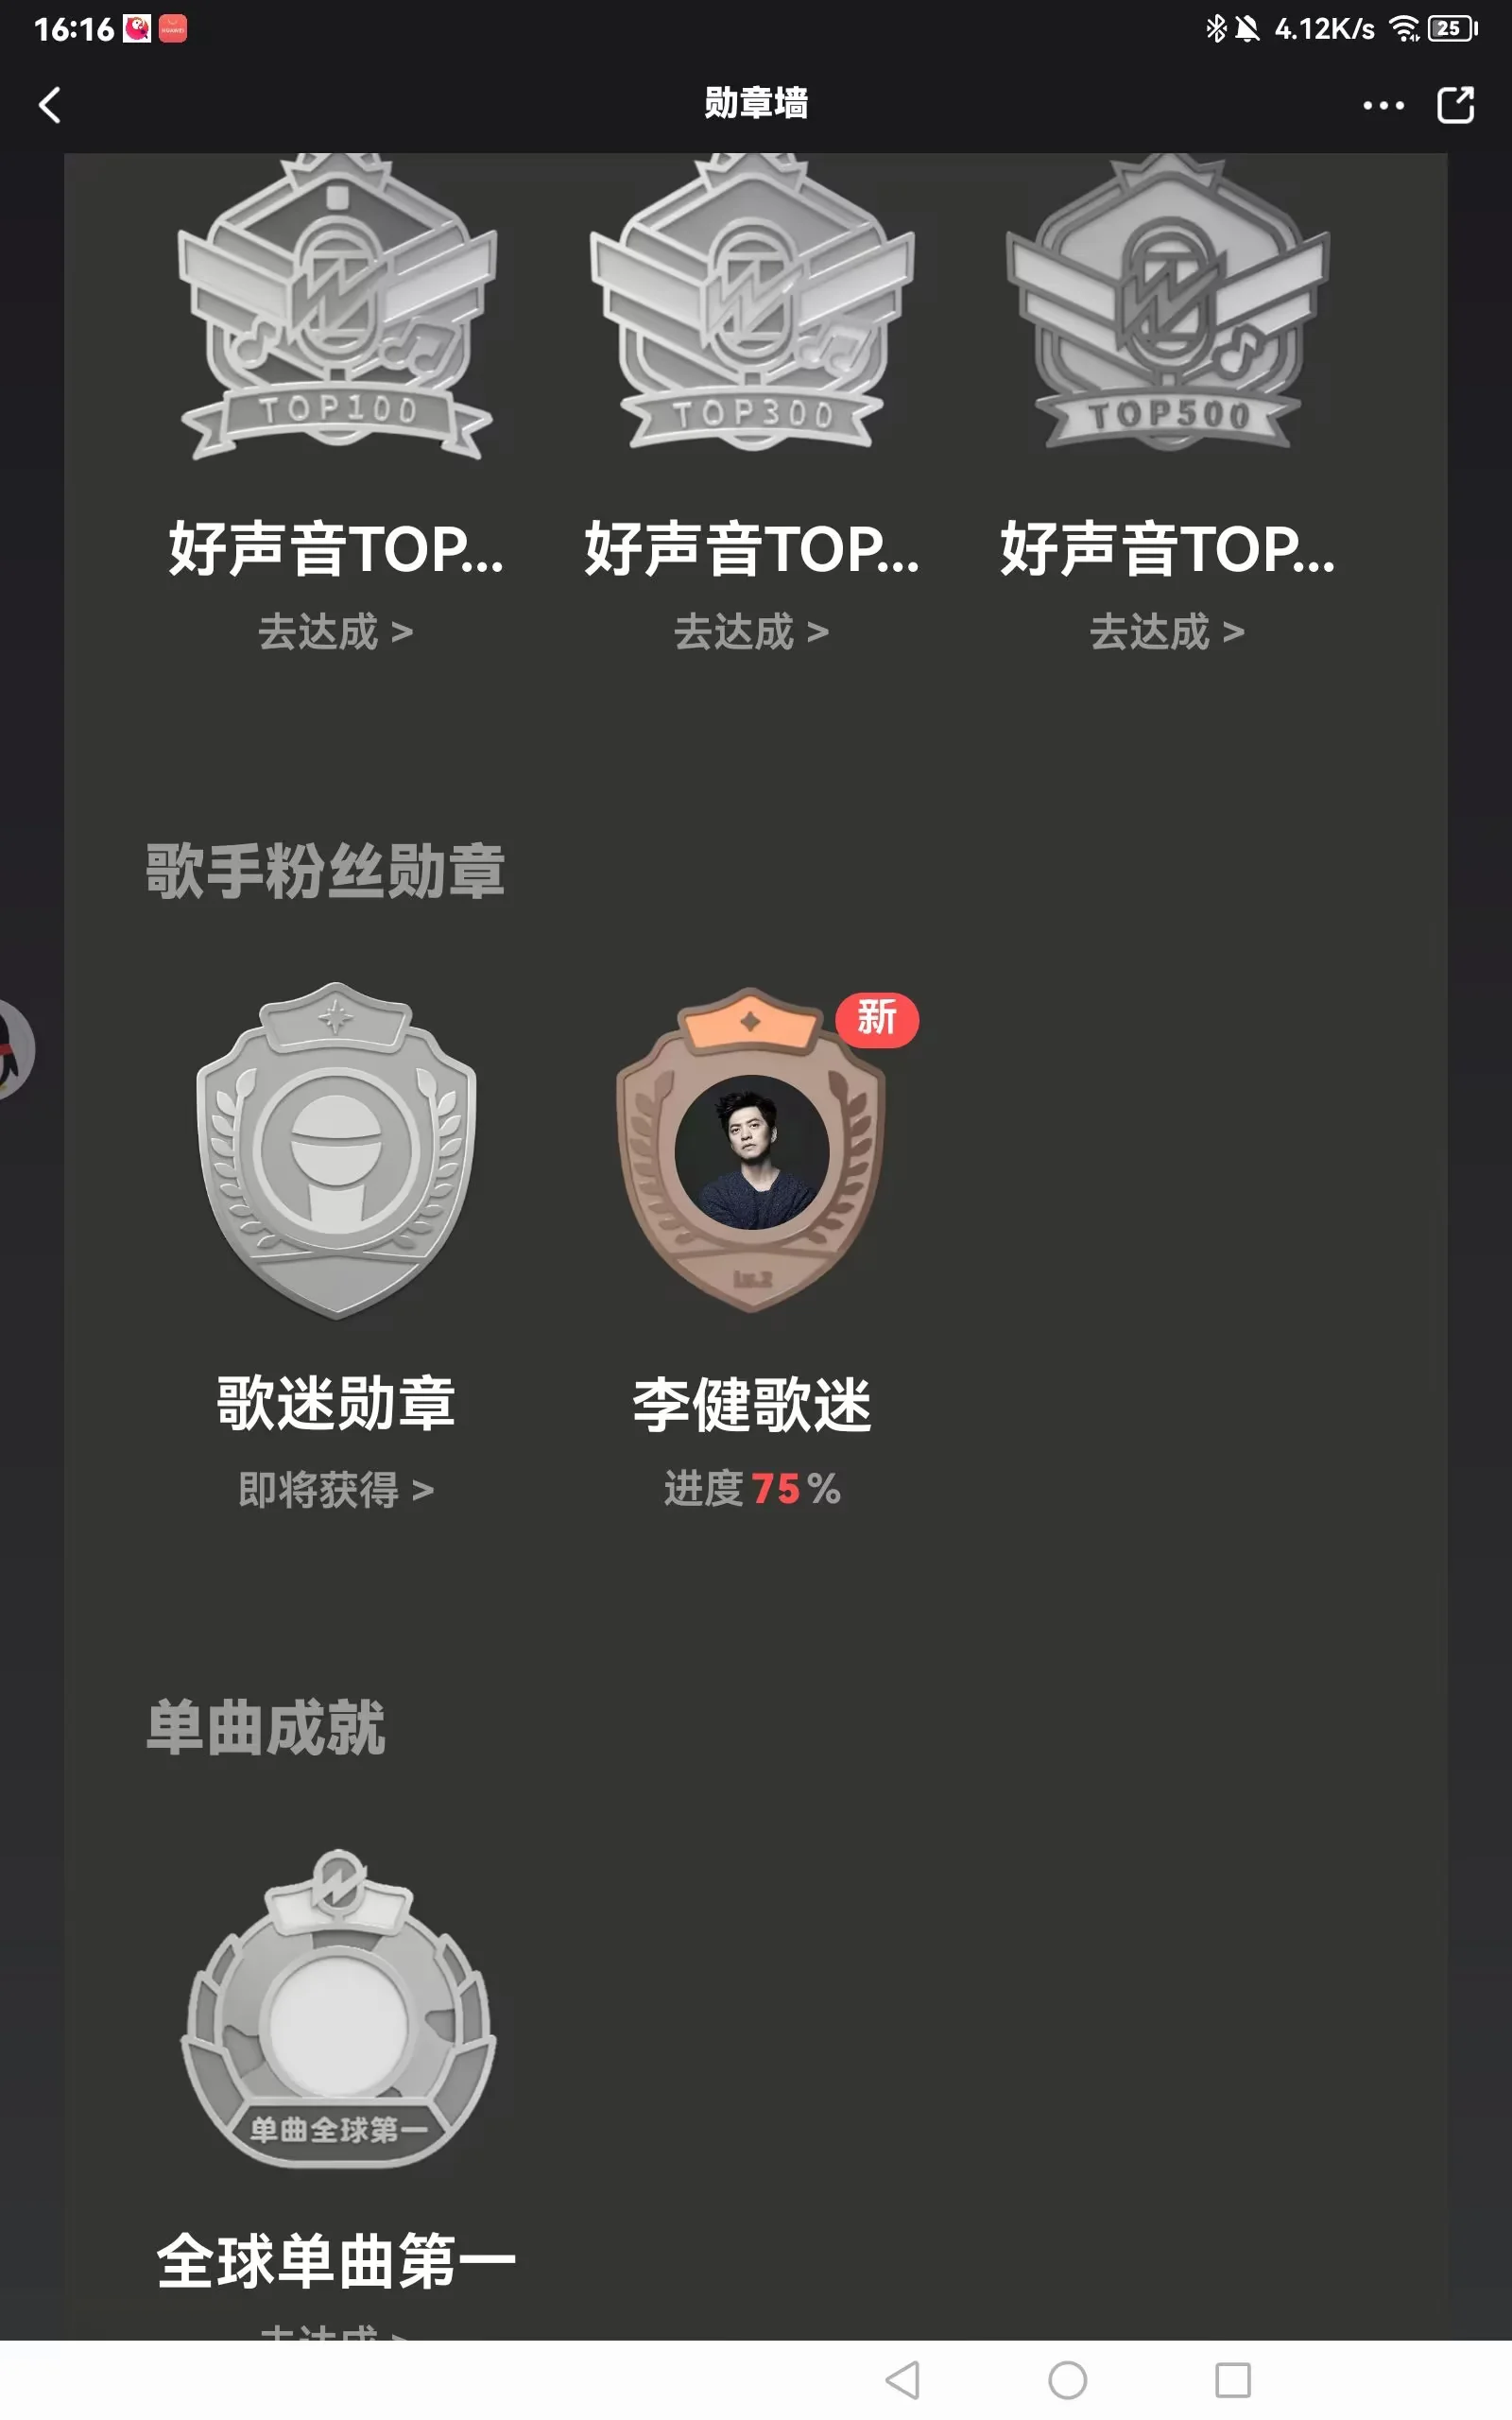 16:16
4.12K/s
25
勋章墙
TOP100
TOP300
TOP500
好声音TOP...
好声音TOP...
好声音TOP...
去达成 >
去达成 >
去达成 >
歌手粉丝勋章
新
Lv.2
歌迷勋章
李健歌迷
即将获得 >
进度 75 %
单曲成就
单曲全球第一
全球单曲第一
去达成 >